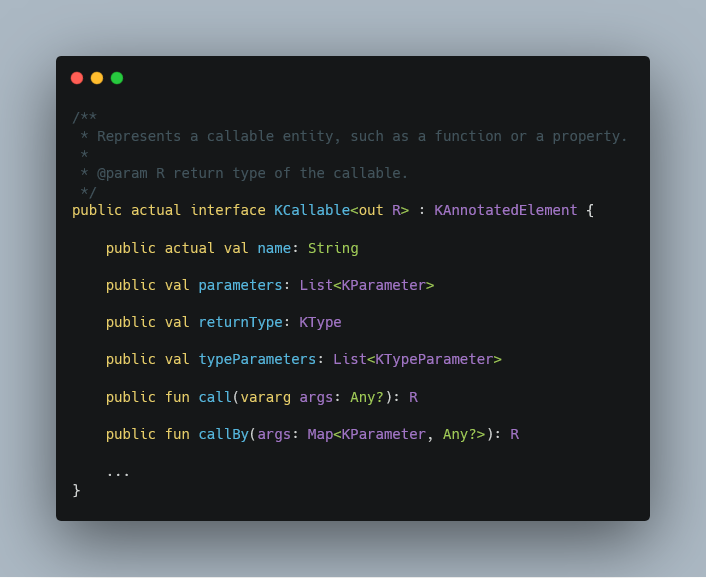 /**
 * Represents a callable entity, such as a function or a property.
 *
 * @param R return type of the callable.
 */
public actual interface KCallable<out R> : KAnnotatedElement {
    public actual val name: String
    public val parameters: List<KParameter>
    public val returnType: KType
    public val typeParameters: List<KTypeParameter>
    public fun call(vararg args: Any?): R
    public fun callBy(args: Map<KParameter, Any?>): R
    ...
}